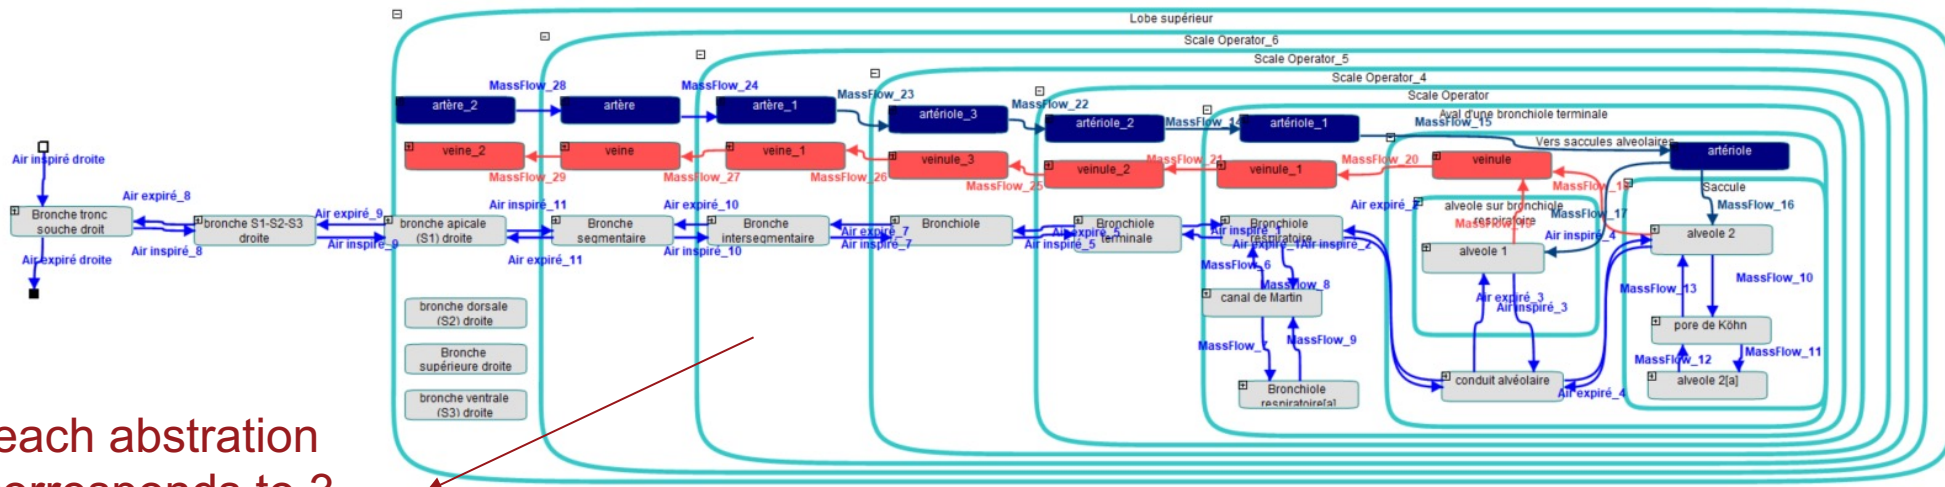 Lobe supérieur
Scale Operator_6
Scale Operator_5
Scale Operator_4
Scale Operator
Aval d'une bronchiole terminale
Vers saccules alveolaires
Saccule
MassFlow_28
MassFlow_24
MassFlow_23
MassFlow_22
MassFlow_14
MassFlow_15
artère_2
artère
artère_1
artériole_3
artériole_2
artériole_1
artériole
veine_2
veine
veine_1
veinule_3
veinule_2
veinule_1
veinule
MassFlow_29
MassFlow_27
MassFlow_26
MassFlow_25
MassFlow_21
MassFlow_20
MassFlow_17
MassFlow_16
Air inspiré droite
Air expiré_8
Air expiré_9
Air inspiré_11
Air expiré_10
Bronche tronc
souche droit
bronche S1-S2-S3
droite
bronche apicale
(S1) droite
Bronche
segmentaire
Bronche
intersegmentaire
Bronchiole
Bronchiole
terminale
Bronchiole
respiratoire
alveole sur bronchiole
respiratoire
alveole 1
alveole 2
Air expiré droite
Air inspiré_8
Air inspiré_9
Air expiré_11
Air inspré_10
Air expiré_7
Air inspiré_7
Air expiré_5
Air inspiré_5
Air inspiré_1
Air inspiré_2
Air inspiré_4
MassFlow_6
MassFlow_8
canal de Martin
MassFlow_9
Bronchiole
respiratoire[a]
Air expiré_3
Air inspiré_3
conduit alvéolaire
Air expiré_4
MassFlow_10
MassFlow_13
pore de Köhn
MassFlow_12
MassFlow_11
alveole 2[a]
bronche dorsale
(S2) droite
Bronche
supérieure droite
bronche ventrale
(S3) droite
each abstration
corresponds to 2